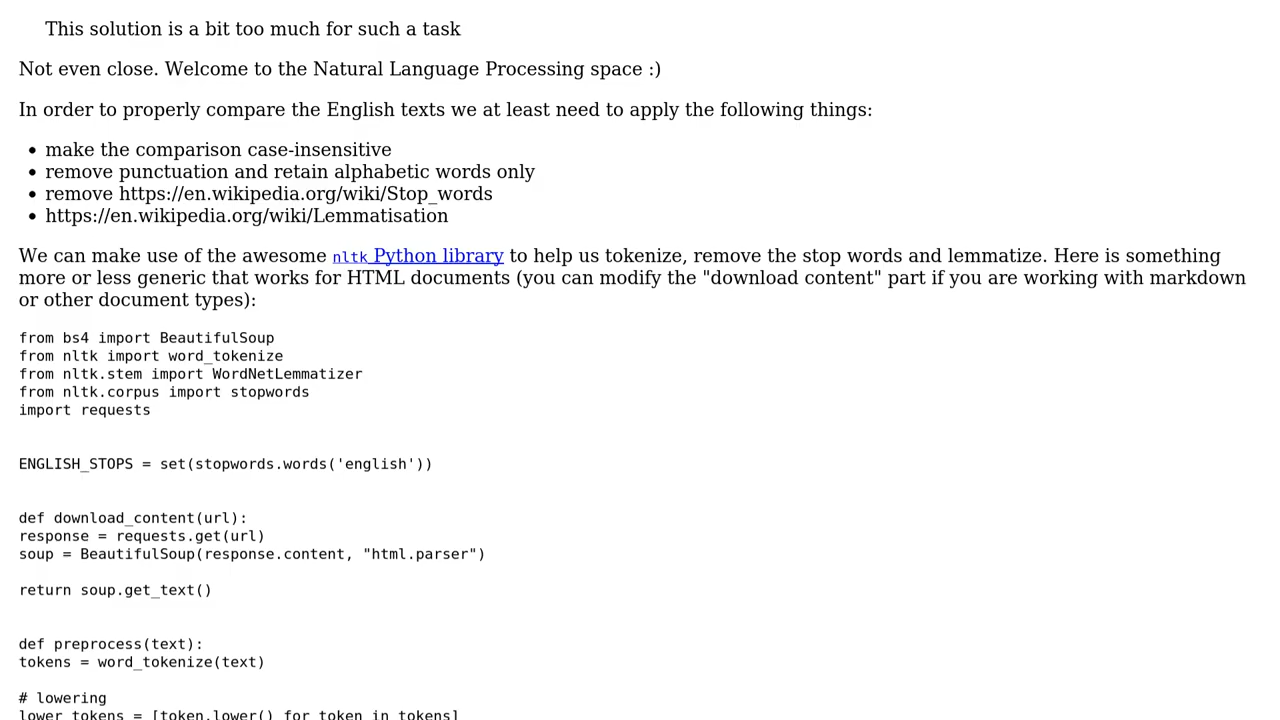 This solution is a bit too much for such a task
Not even close. Welcome to the Natural Language Processing space :)
In order to properly compare the English texts we at least need to apply the following things:
• make the comparison case-insensitive
• remove punctuation and retain alphabetic words only
• remove https://en.wikipedia.org/wiki/Stop_words
• https://en.wikipedia.org/wiki/Lemmatisation
We can make use of the awesome nltk Python library to help us tokenize, remove the stop words and lemmatize. Here is something
more or less generic that works for HTML documents (you can modify the "download content" part if you are working with markdown
or other document types):
from bs4 import BeautifulSoup
from nltk import word_tokenize
from nltk.stem import WordNetLemmatizer
from nltk.corpus import stopwords
import requests
ENGLISH_STOPS = set(stopwords.words('english'))
def download_content(url):
response = requests.get(url)
soup = BeautifulSoup(response.content, "html.parser")
return soup.get_text()
def preprocess(text):
tokens = word_tokenize(text)
# lowering
lower_tokens = [token.lower() for token in tokens]